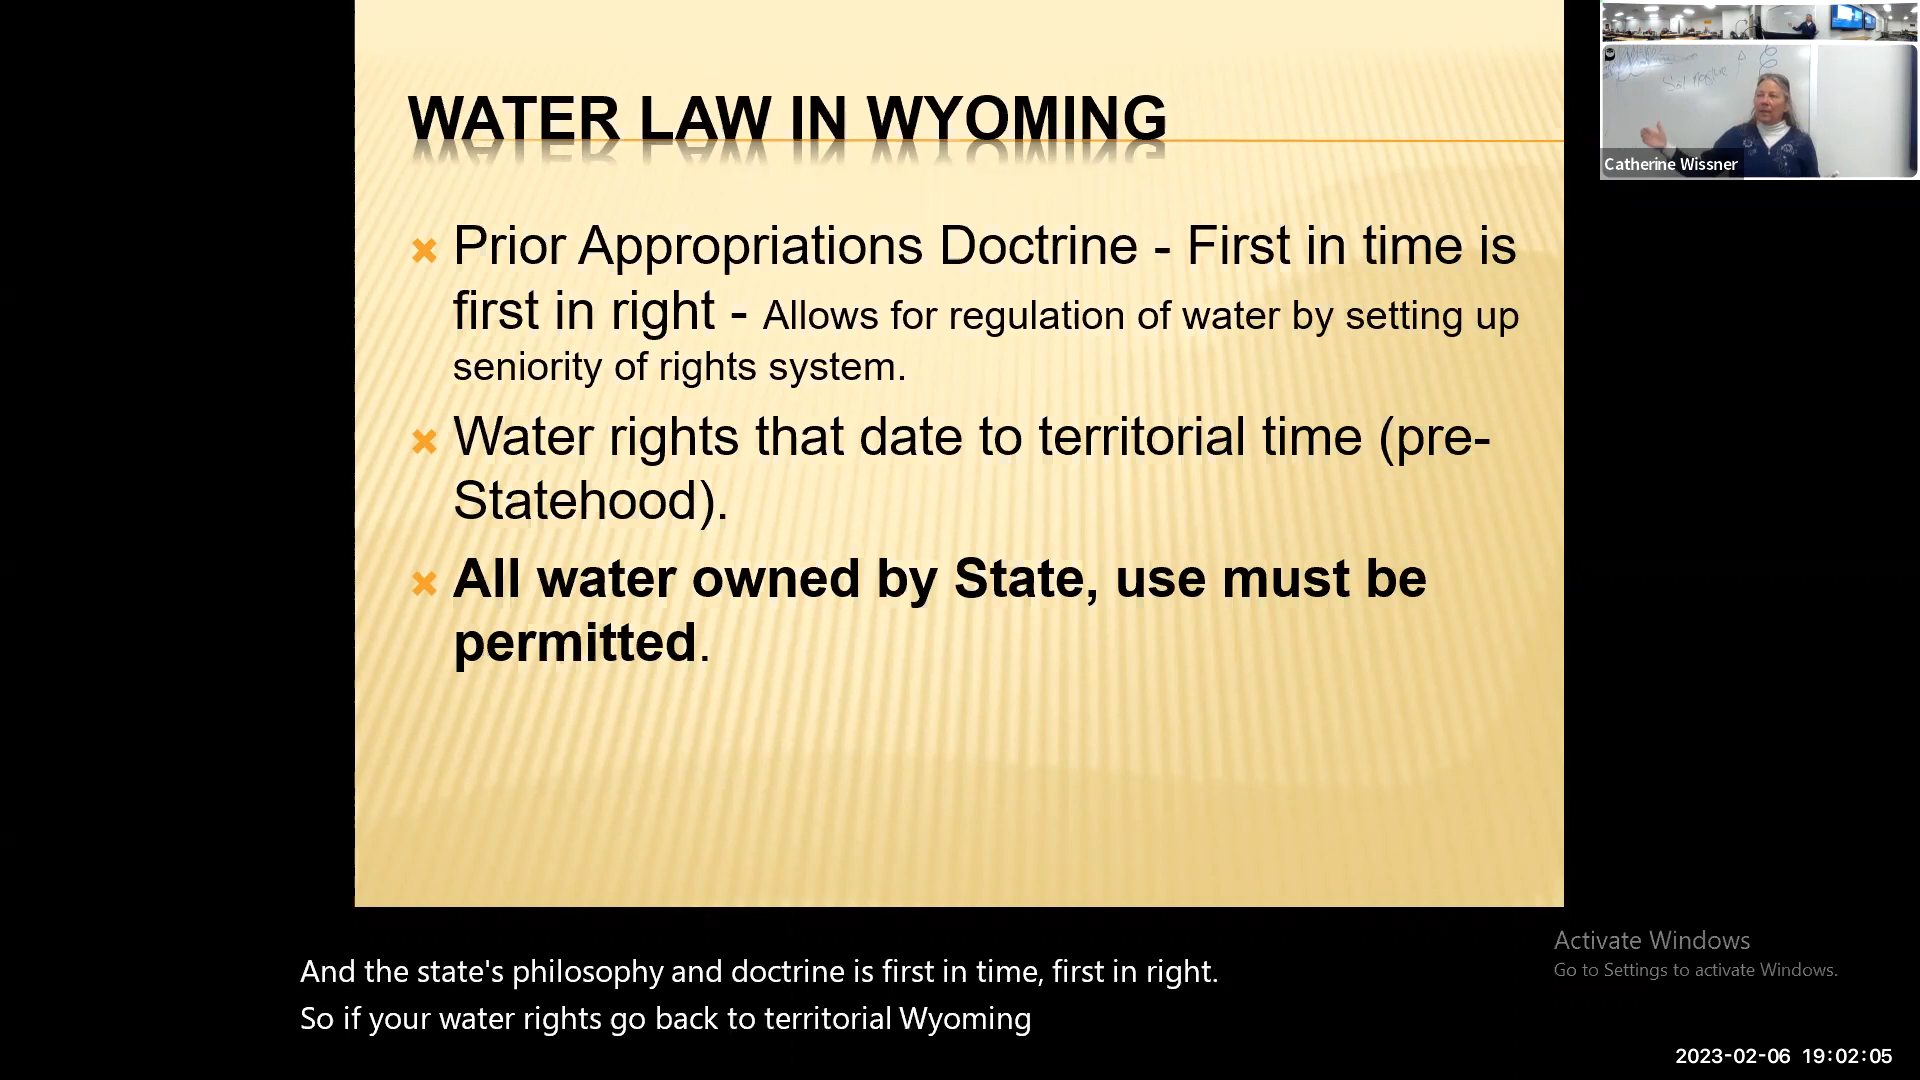 WATER LAW IN WYOMING
Prior Appropriations Doctrine - First in time is
first in right - Allows for regulation of water by setting up
seniority of rights system.
Water rights that date to territorial time (pre-
Statehood).
All water owned by State, use must be
permitted.
Catherine Wissner
And the state's philosophy and doctrine is first in time, first in right.
So if your water rights go back to territorial Wyoming
Activate Windows
Go to Settings to activate Windows.
2023-02-06 19:02:05